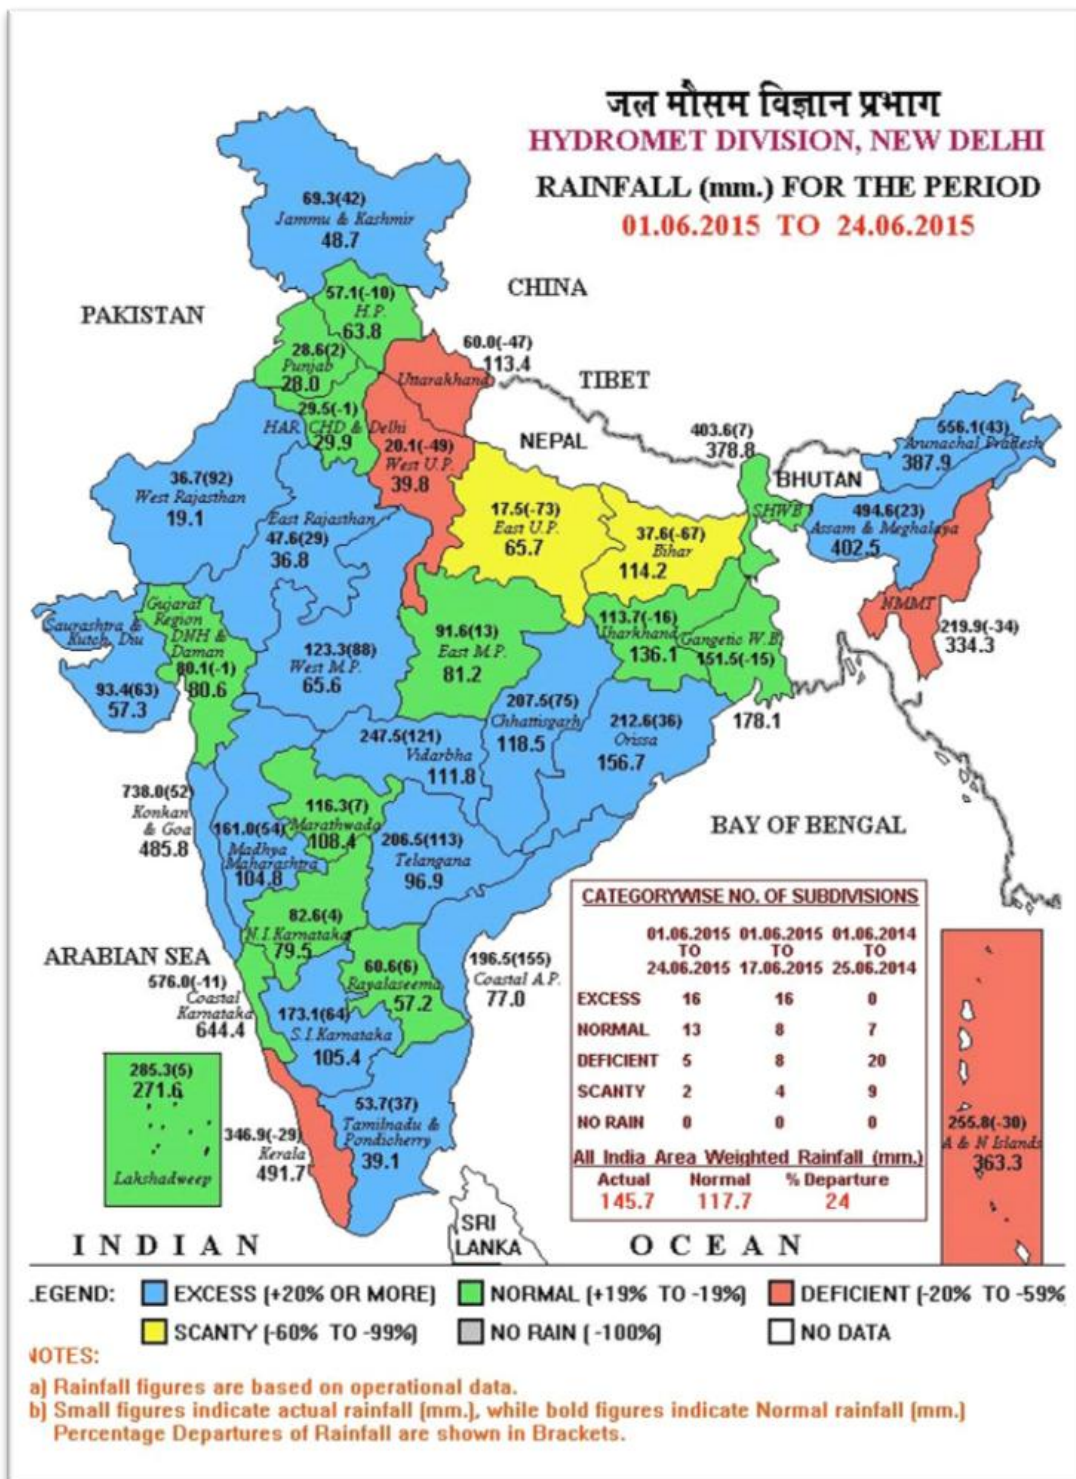 जल मौसम विज्ञान प्रभाग
HYDROMET DIVISION, NEW DELHI
RAINFALL (mm.) FOR THE PERIOD
01.06.2015 TO 24.06.2015
69.3(42)
Jammu & Kashmir
48.7
CHINA
PAKISTAN
57.1(-10)
H.P.
63.8
28.6(2)
Punjab
28.0
60.0(-47)
113.4
Uttarakhand
TIBET
29.5(-1)
HAR CHD & Delhi
29.9
20.1(-49)
West U.P.
39.8
NEPAL
403.6(7)
378.8
SHWB
BHUTAN
556.1(43)
Arunachal Pradesh
387.9
36.7(92)
West Rajasthan
19.1
East Rajasthan
47.6(29)
36.8
17.5(-73)
East U.P.
65.7
37.6(-67)
Bihar
114.2
494.6(23)
Assam & Meghalaya
402.5
NMMT
219.9(-34)
334.3
Saurashtra &
Kutch, Diu
93.4(63)
57.3
Gujarat
Region
DNH &
Daman
80.1(-1)
80.6
123.3(88)
West M.P.
65.6
91.6(13)
East M.P.
81.2
113.7(-16)
Jharkhand
136.1
Gangetic W.B
151.5(-15)
178.1
207.5(75)
Chhattisgarh
118.5
212.6(36)
Orissa
156.7
247.5(121)
Vidarbha
111.8
738.0(52)
Konkan
& Goa
485.8
161.0(54)
Madhya
Maharashtra
104.8
116.3(7)
Marathwada
108.4
206.5(113)
Telangana
96.9
BAY OF BENGAL
82.6(4)
N.I.Karnataka
79.5
ARABIAN SEA
576.0(-11)
Coastal
Karnataka
644.4
60.6(6)
Rayalaseema
57.2
196.5(155)
Coastal A.P.
77.0
173.1(64)
S.I.Karnataka
105.4
285.3(5)
271.6
Lakshadweep
346.9(-29)
Kerala
491.7
53.7(37)
Tamilnadu &
Pondicherry
39.1
SRI
LANKA
CATEGORYWISE NO. OF SUBDIVISIONS
01.06.2015 01.06.2015 01.06.2014
TO TO TO
24.06.2015 17.06.2015 25.06.2014
EXCESS 16 16 0
NORMAL 13 8 7
DEFICIENT 5 8 20
SCANTY 2 4 9
NO RAIN 0 0 0
All India Area Weighted Rainfall (mm.)
Actual Normal % Departure
145.7 117.7 24
255.8(-30)
A & N Islands
363.3
INDIAN OCEAN
.EGEND: EXCESS (+20% OR MORE) NORMAL (+19% TO -19%) DEFICIENT (-20% TO -59%
SCANTY (-60% TO -99%) NO RAIN (-100%) NO DATA
NOTES:
a) Rainfall figures are based on operational data.
b) Small figures indicate actual rainfall (mm.), while bold figures indicate Normal rainfall (mm.)
Percentage Departures of Rainfall are shown in Brackets.